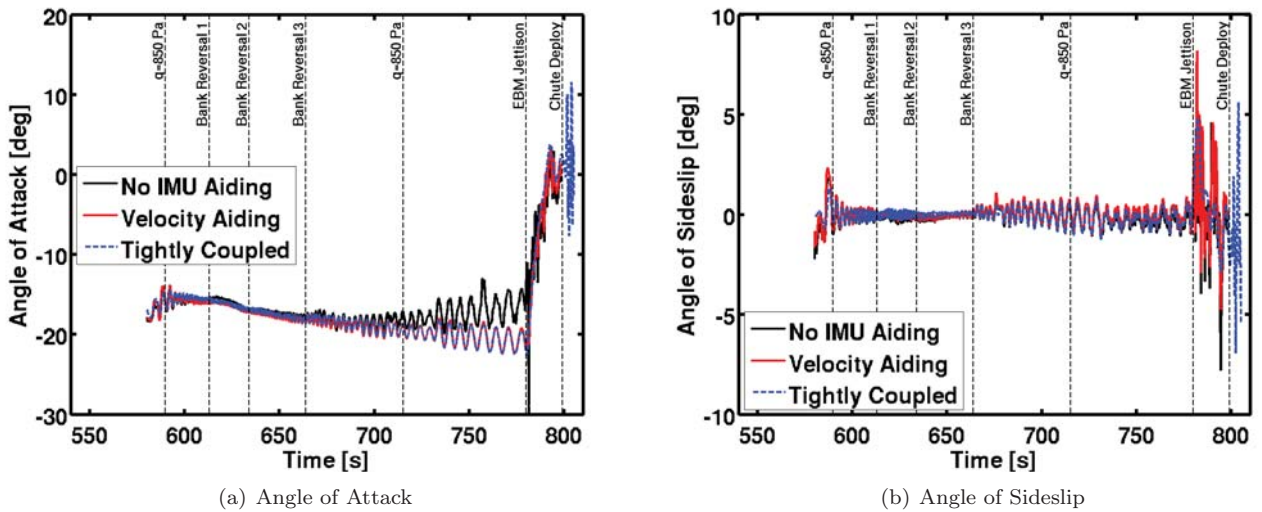 20
10
0
-10
-20
-30
550 600 650 700 750 800
Time [s]
Angle of Attack [deg]
q=850 Pa
Bank Reversal 1
Bank Reversal 2
Bank Reversal 3
q=850 Pa
EBM Jettison
Chute Deploy
No IMU Aiding
Velocity Aiding
Tightly Coupled
(a) Angle of Attack
10
5
0
-5
-10
550 600 650 700 750 800
Time [s]
Angle of Sideslip [deg]
q=850 Pa
Bank Reversal 1
Bank Reversal 2
Bank Reversal 3
q=850 Pa
EBM Jettison
Chute Deploy
No IMU Aiding
Velocity Aiding
Tightly Coupled
(b) Angle of Sideslip